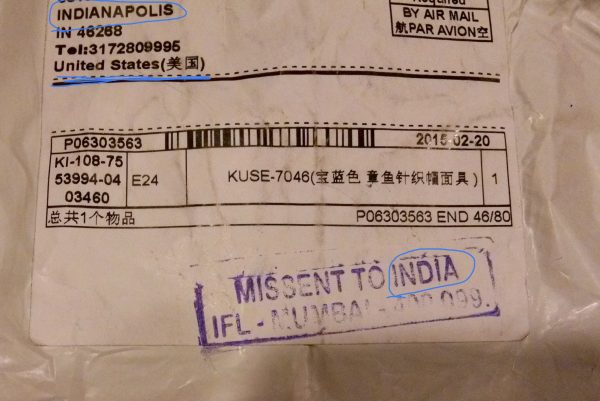 INDIANAPOLIS
IN 46268
Tel:3172809995
United States(美国)
BY AIR MAIL
航PAR AVION空
P06303563 2015-02-20
KI-108-75
53994-04
03460
E24
KUSE-7046(宝蓝色 章鱼针织帽面具)
1
总共1个物品 P06303563 END 46/80
MISSENT TO INDIA
IFL - MUMBAI - 400 099.